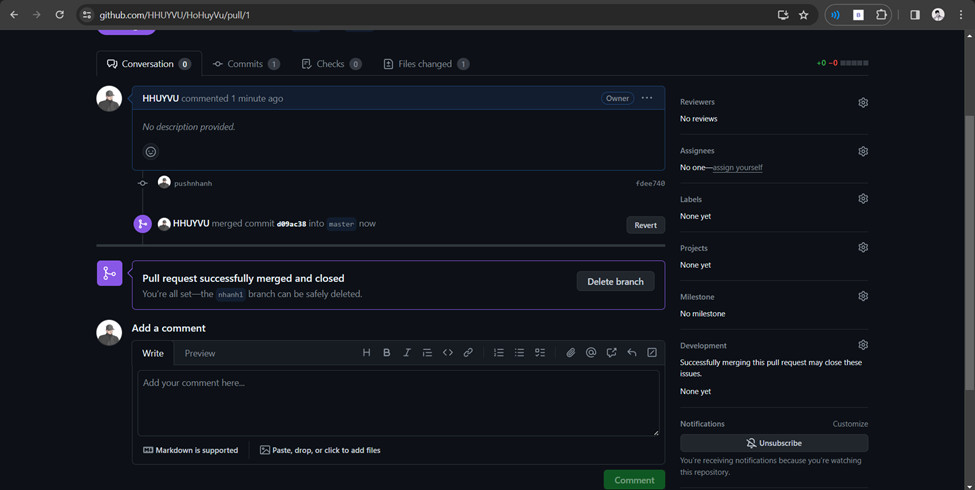 github.com/HHUYVU/HoHuyVu/pull/1
Conversation 0
Commits 1
Checks 0
Files changed 1
+0 −0
HHUYVU commented 1 minute ago
Owner
No description provided.
pushnhanh
fdee740
HHUYVU merged commit d09ac38 into master now
Revert
Pull request successfully merged and closed
You're all set—the nhanh1 branch can be safely deleted.
Delete branch
Add a comment
Write
Preview
Add your comment here...
Markdown is supported
Paste, drop, or click to add files
Comment
Reviewers
No reviews
Assignees
No one—assign yourself
Labels
None yet
Projects
None yet
Milestone
No milestone
Development
Successfully merging this pull request may close these
issues.
None yet
Notifications
Customize
Unsubscribe
You're receiving notifications because you're watching
this repository.